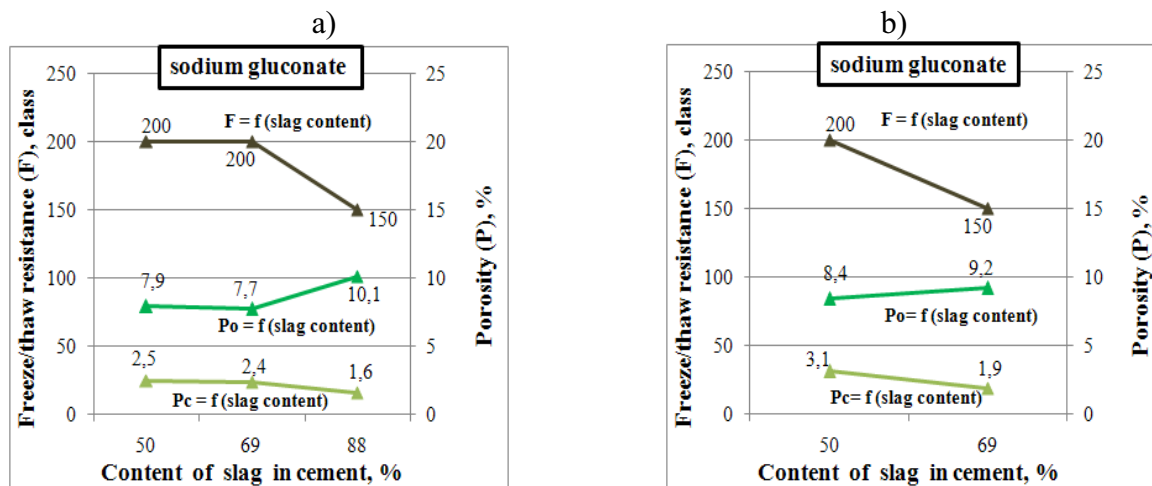 a)
sodium gluconate
Freeze/thaw resistance (F), class
250
200
150
100
50
0
F = f (slag content)
200
200
150
7,9
7,7
10,1
Po = f (slag content)
2,5
2,4
1,6
Pc = f (slag content)
25
20
15
10
5
0
Porosity (P), %
50 69 88
Content of slag in cement, %
b)
sodium gluconate
Freeze/thaw resistance (F), class
250
200
150
100
50
0
F = f (slag content)
200
150
8,4
9,2
Po= f (slag content)
3,1
1,9
Pc= f (slag content)
25
20
15
10
5
0
Porosity (P), %
50 69
Content of slag in cement, %